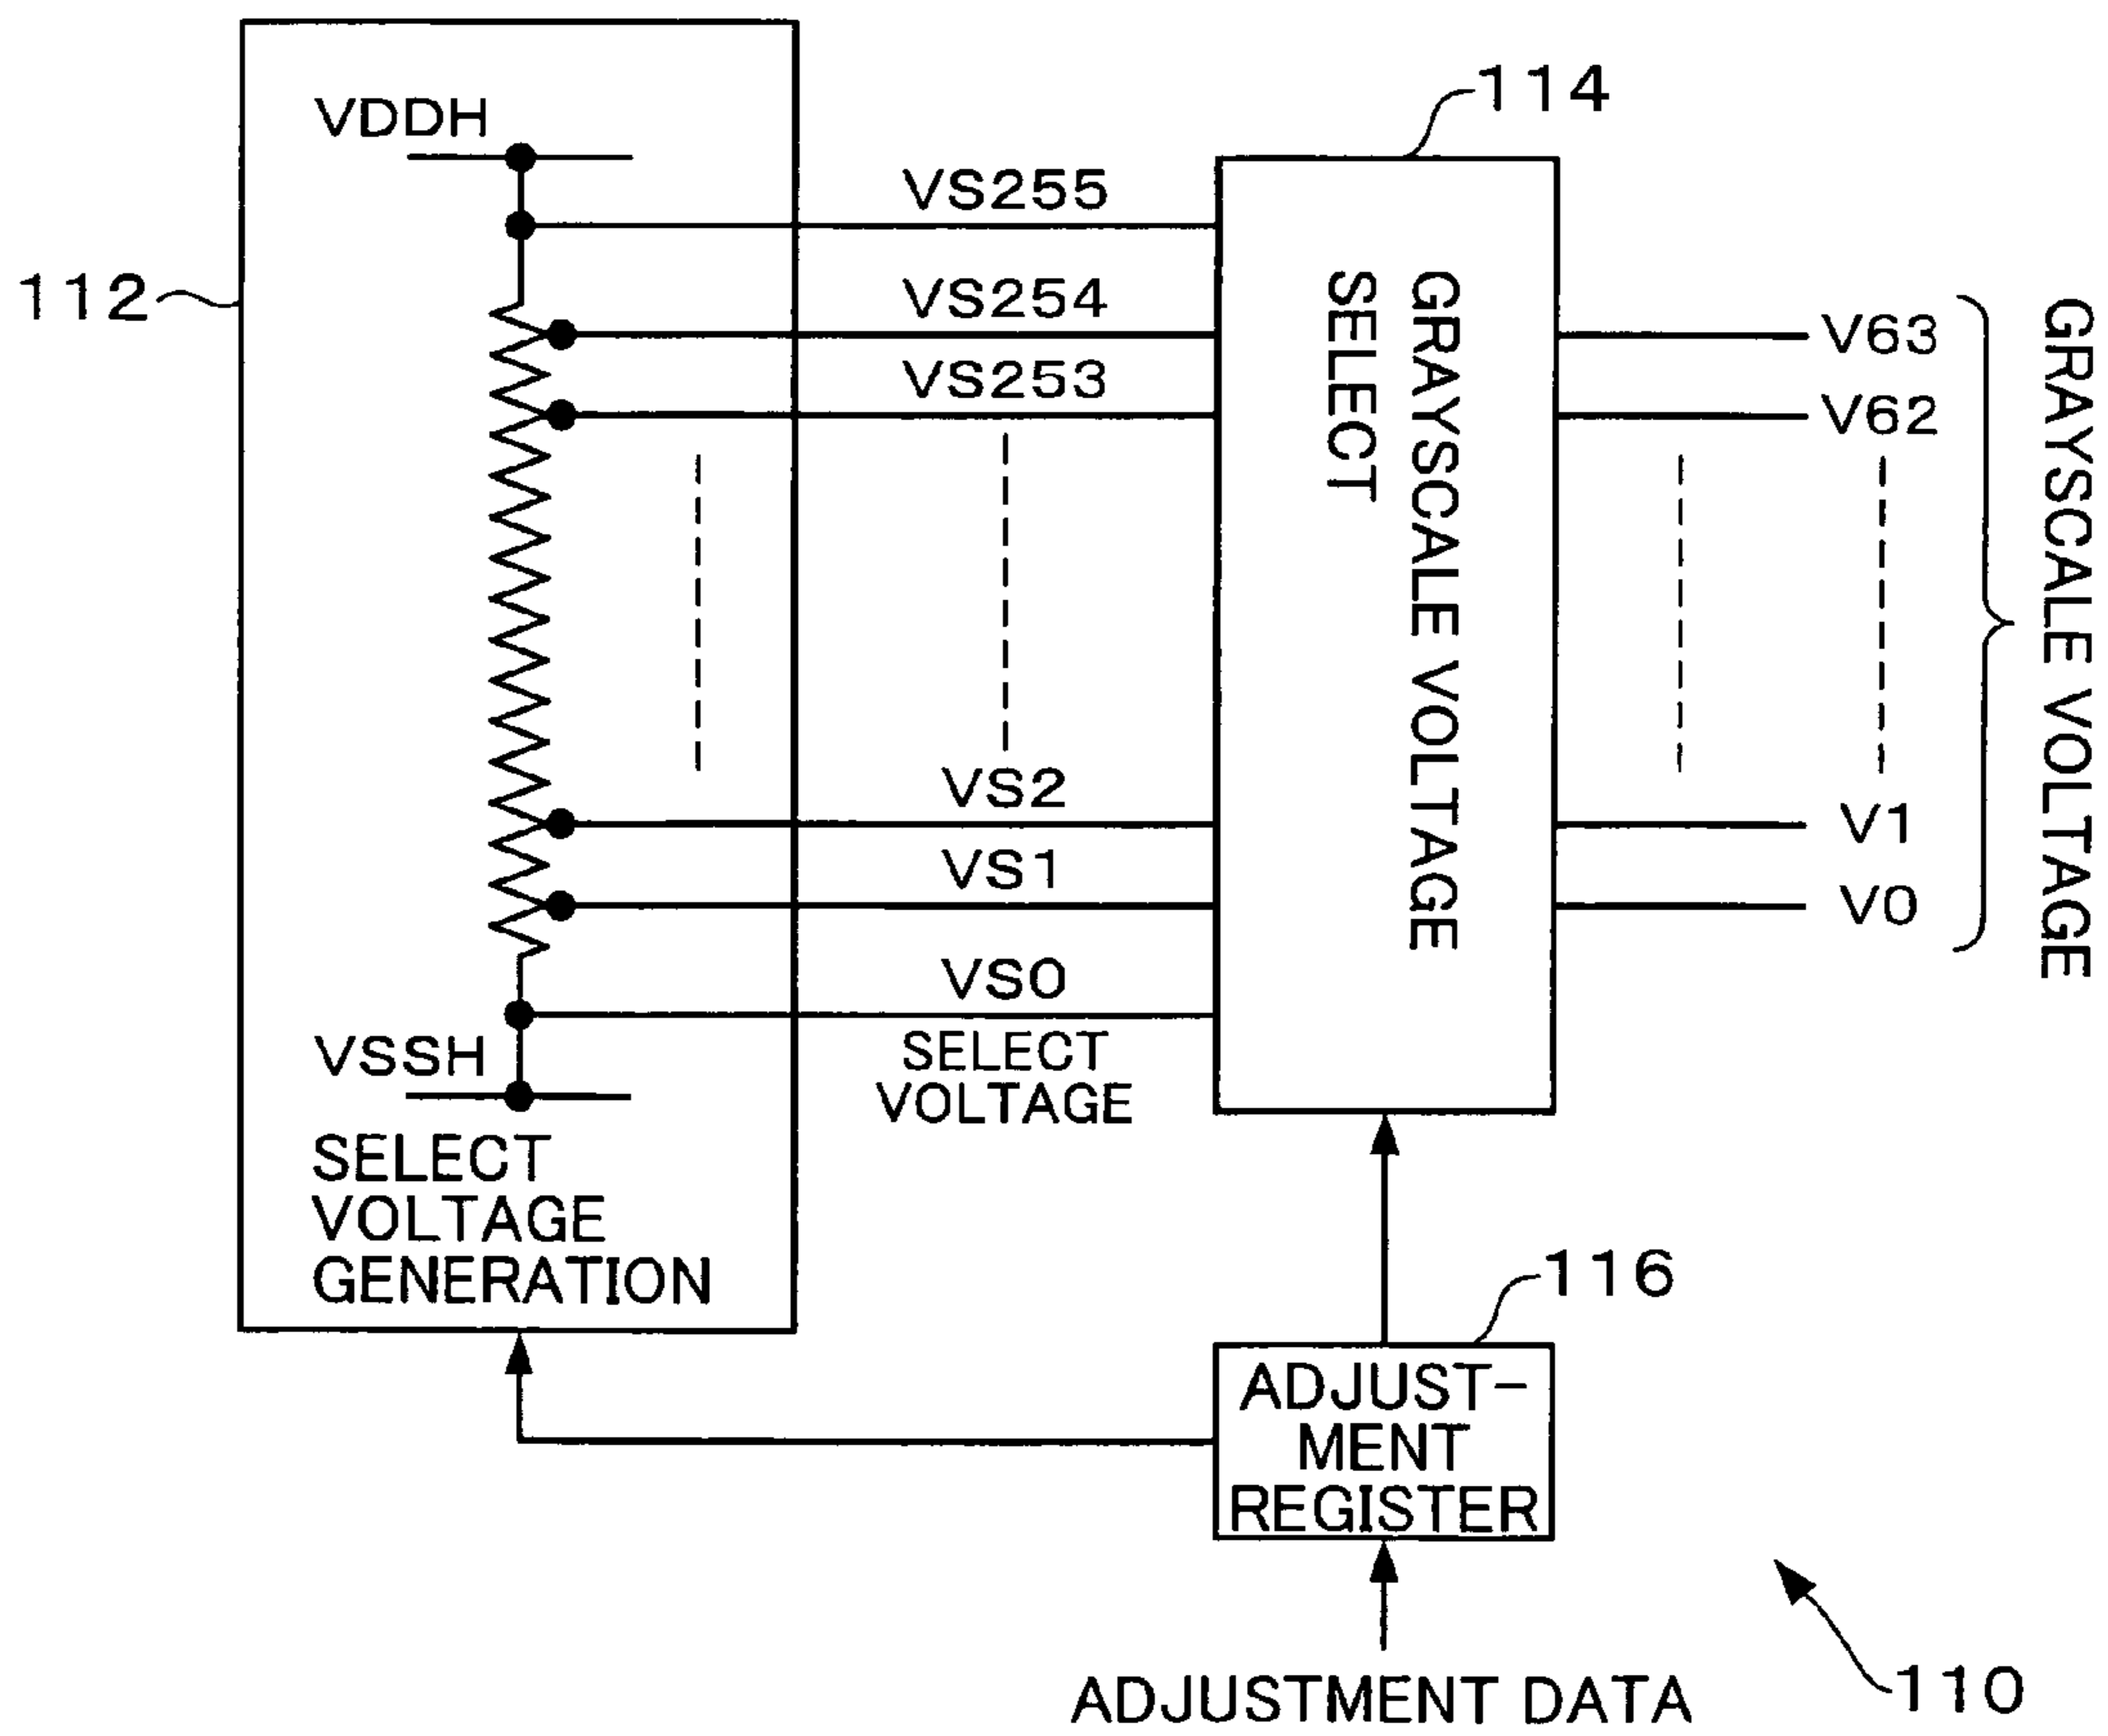 114
VDDH
VS255
112
VS254
VS253
GRAYSCALE VOLTAGE
SELECT
V63
V62
GRAYSCALE VOLTAGE
VS2
V1
VS1
V0
VS0
SELECT
VOLTAGE
VSSH
SELECT
VOLTAGE
GENERATION
116
ADJUST-
MENT
REGISTER
110
ADJUSTMENT DATA